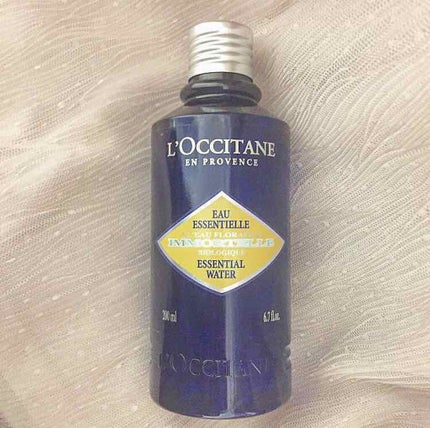 L'OCCITANE
EN PROVENCE
EAU
ESSENTIELLE
EAU FLORALE
IMMORTELLE
BIOLOGIQUE
ESSENTIAL
WATER
200 ml
6.7 fl.oz.
L'OCCITANE